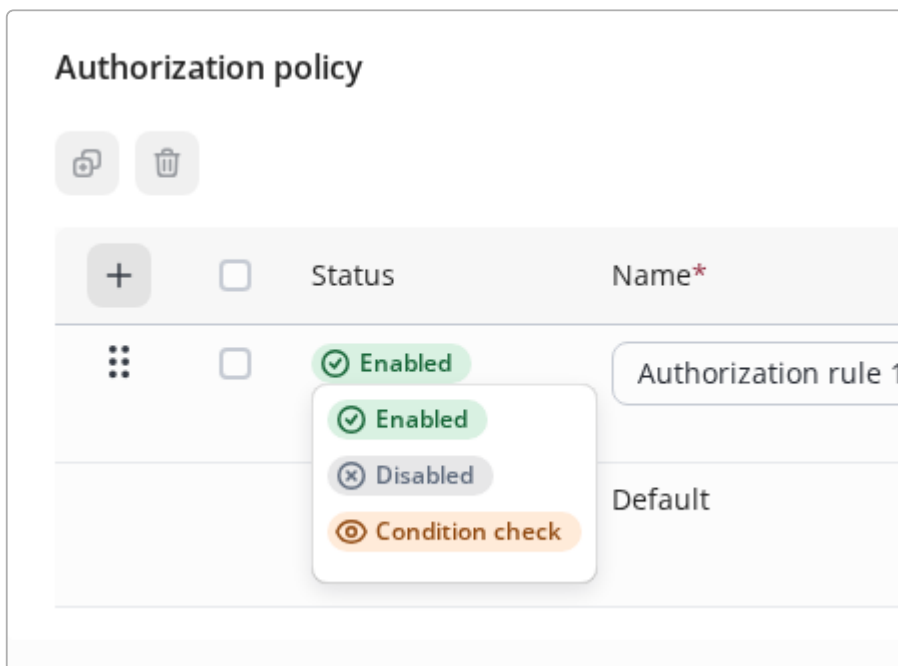 Authorization policy
Status Name*
Enabled Authorization rule 1
Enabled
Disabled
Default
Condition check